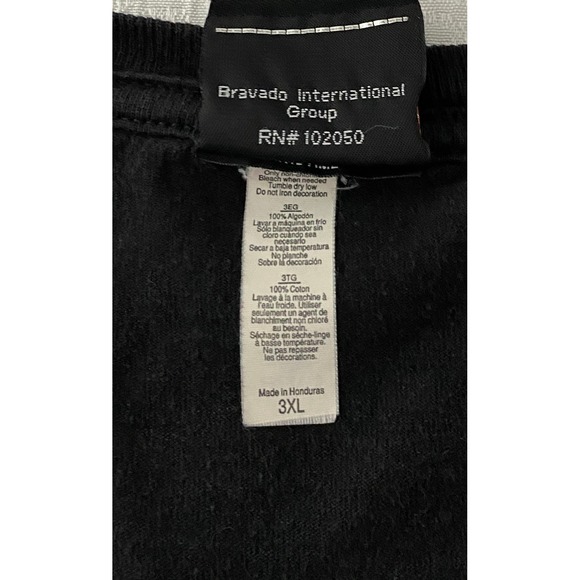 Bravado International
Group
RN# 102050
Only non-
Bleach when needed
Tumble dry low
Do not Iron decoration
3EG
100% Algodón
Lavar a máquina en frío
Sólo blanqueador sin
cloro cuándo sea
necesario
Secar a baja temperatura
No planche
Sobre la decoración
3TG
100% Coton
Lavage à la machine à
l'eau froide. Utiliser
seulement un agent de
blanchiment non chloré
au besoin.
Séchage en sèche-linge
à basse température.
Ne pas repasser
les décorations.
Made in Honduras
3XL